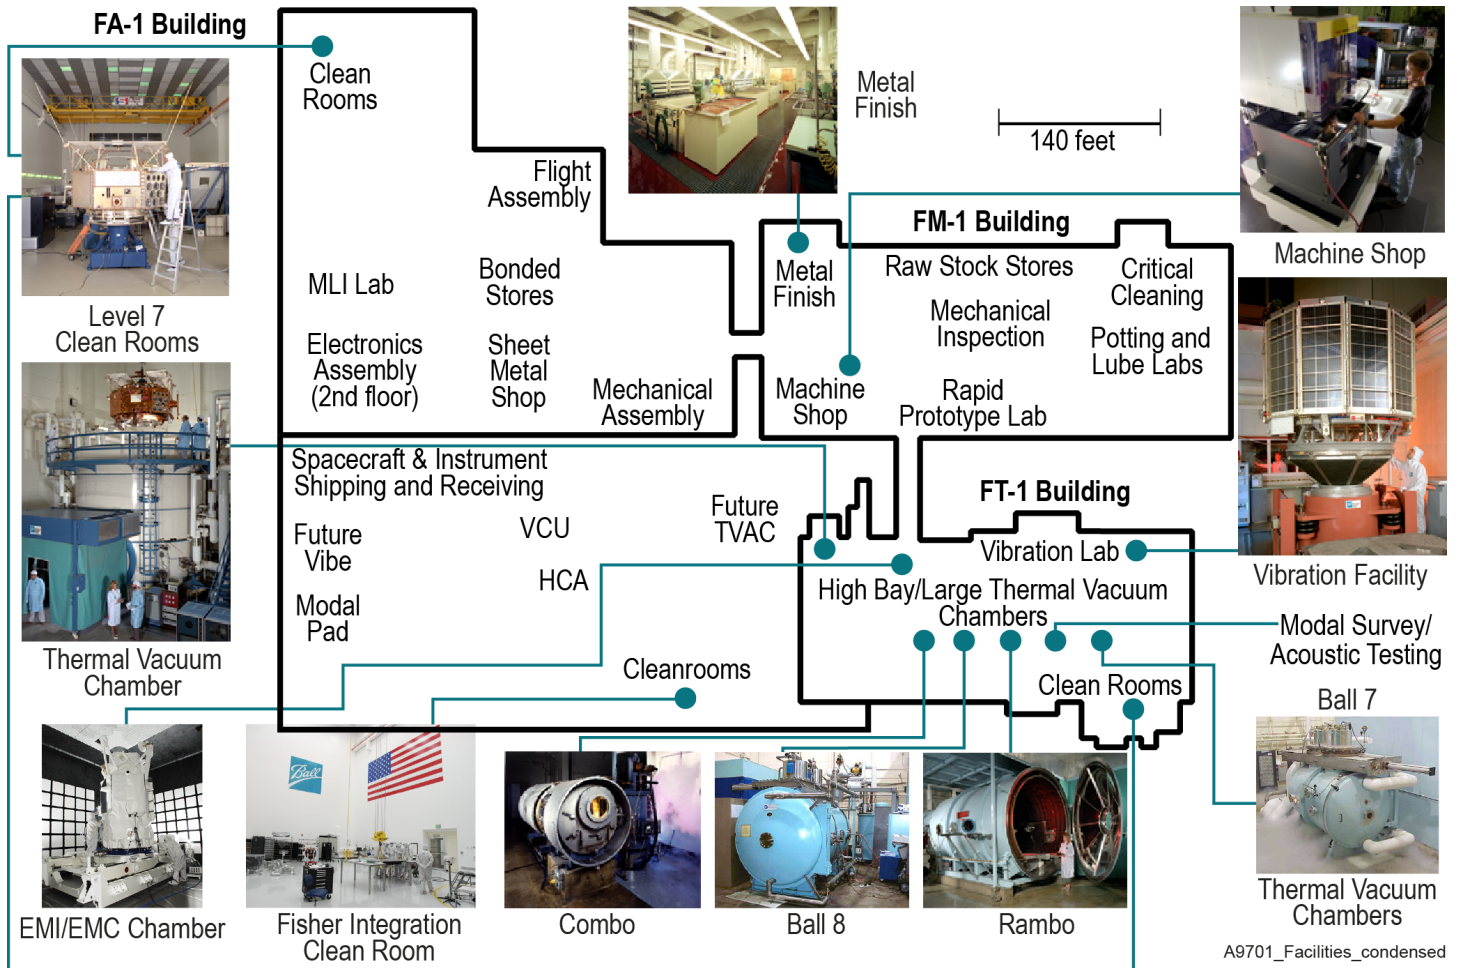 FA-1 Building
Clean
Rooms
Flight
Assembly
MLI Lab
Bonded
Stores
Electronics
Assembly
(2nd floor)
Sheet
Metal
Shop
Mechanical
Assembly
Level 7
Clean Rooms
Metal
Finish
140 feet
FM-1 Building
Metal
Finish
Raw Stock Stores
Critical
Cleaning
Mechanical
Inspection
Potting and
Lube Labs
Machine
Shop
Rapid
Prototype Lab
Machine Shop
Spacecraft & Instrument
Shipping and Receiving
Future
Vibe
VCU
HCA
Modal
Pad
Future
TVAC
Cleanrooms
FT-1 Building
Vibration Lab
High Bay/Large Thermal Vacuum
Chambers
Clean Rooms
Vibration Facility
Modal Survey/
Acoustic Testing
Ball 7
Thermal Vacuum
Chamber
Ball
EMI/EMC Chamber
Fisher Integration
Clean Room
Combo
Ball 8
Rambo
Thermal Vacuum
Chambers
A9701_Facilities_condensed